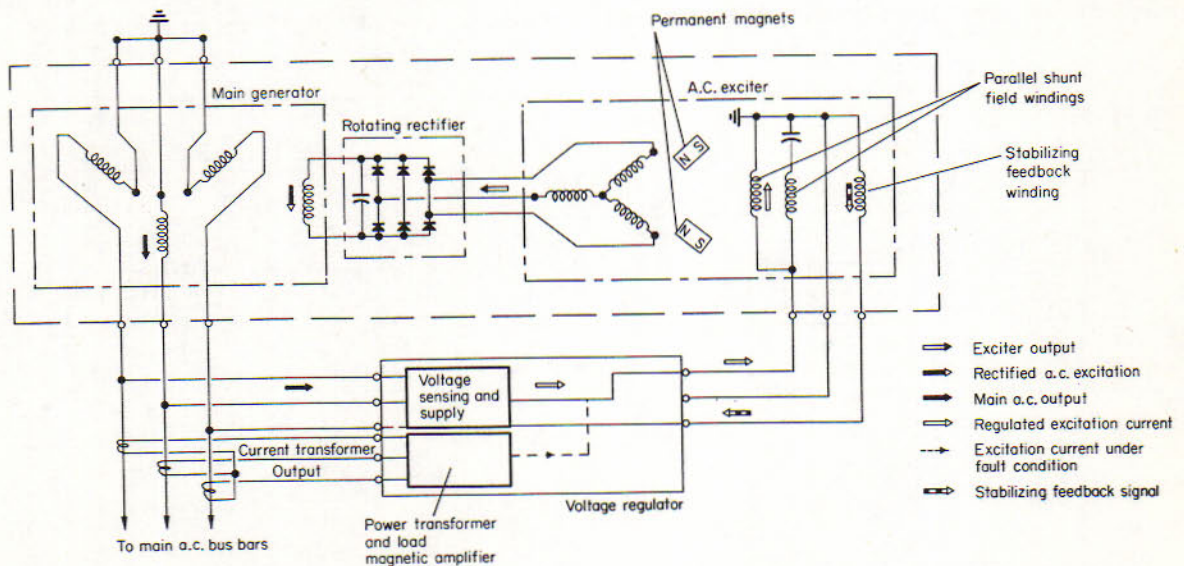 Permanent magnets
Main generator
A.C. exciter
Parallel shunt
field windings
Rotating rectifier
Stabilizing
feedback
winding
N S
N S
Exciter output
Rectified a.c. excitation
Main a.c. output
Regulated excitation current
Excitation current under
fault condition
Stabilizing feedback signal
Voltage
sensing and
supply
Current transformer
Output
Voltage regulator
Power transformer
and load
magnetic amplifier
To main a.c. bus bars